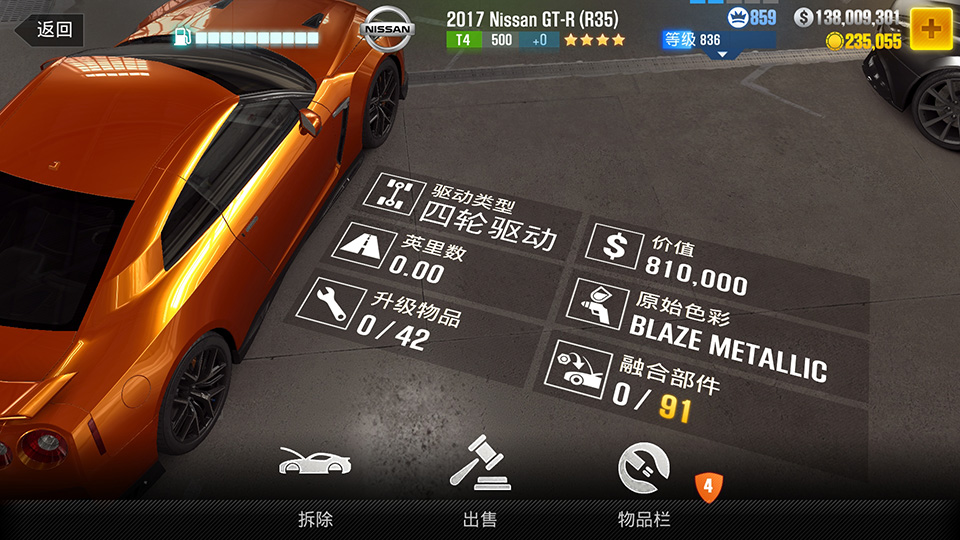 返回
NISSAN
2017 Nissan GT-R (R35)
T4 500 +0
859
$ 138,009,301
等级 836
235,055
驱动类型
四轮驱动
英里数
0.00
升级物品
0/42
$ 价值
810,000
原始色彩
BLAZE METALLIC
融合部件
0/91
拆除
出售
物品栏
4